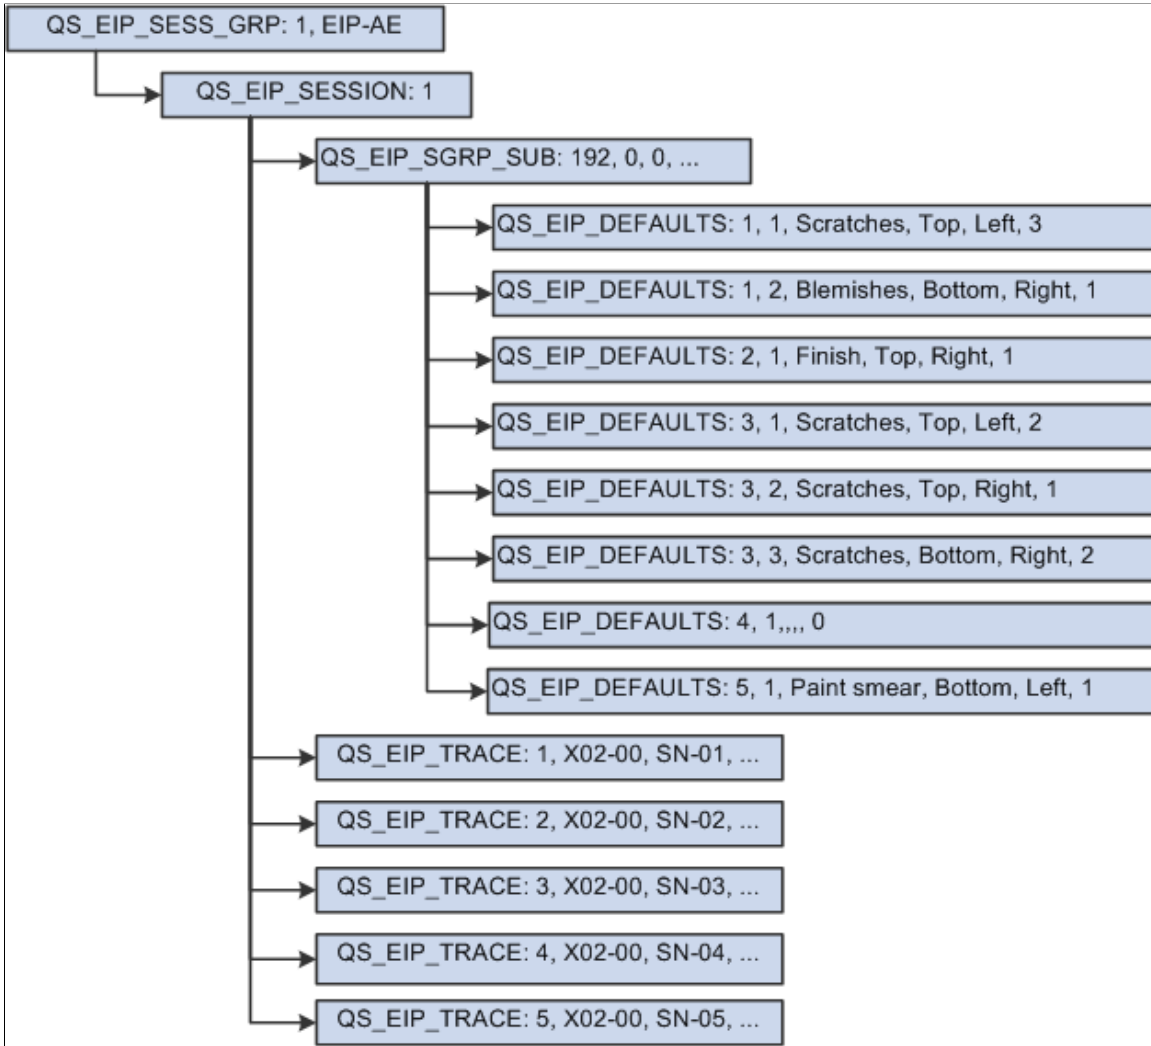 QS_EIP_SESS_GRP: 1, EIP-AE
QS_EIP_SESSION: 1
QS_EIP_SGRP_SUB: 192, 0, 0, ...
QS_EIP_DEFAULTS: 1, 1, Scratches, Top, Left, 3
QS_EIP_DEFAULTS: 1, 2, Blemishes, Bottom, Right, 1
QS_EIP_DEFAULTS: 2, 1, Finish, Top, Right, 1
QS_EIP_DEFAULTS: 3, 1, Scratches, Top, Left, 2
QS_EIP_DEFAULTS: 3, 2, Scratches, Top, Right, 1
QS_EIP_DEFAULTS: 3, 3, Scratches, Bottom, Right, 2
QS_EIP_DEFAULTS: 4, 1,,,, 0
QS_EIP_DEFAULTS: 5, 1, Paint smear, Bottom, Left, 1
QS_EIP_TRACE: 1, X02-00, SN-01, ...
QS_EIP_TRACE: 2, X02-00, SN-02, ...
QS_EIP_TRACE: 3, X02-00, SN-03, ...
QS_EIP_TRACE: 4, X02-00, SN-04, ...
QS_EIP_TRACE: 5, X02-00, SN-05, ...